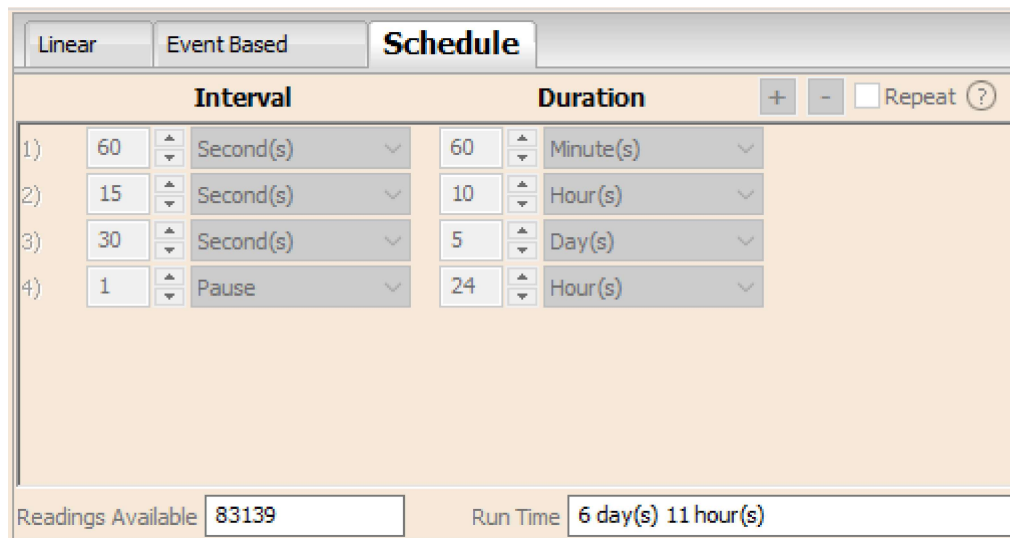 Linear Event Based Schedule
Interval Duration + - Repeat ?
1) 60 Second(s) 60 Minute(s)
2) 15 Second(s) 10 Hour(s)
3) 30 Second(s) 5 Day(s)
4) 1 Pause 24 Hour(s)
Readings Available 83139 Run Time 6 day(s) 11 hour(s)